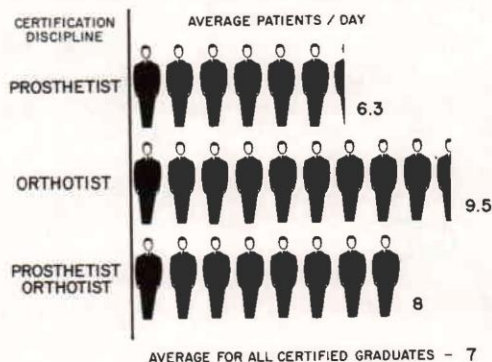 CERTIFICATION DISCIPLINE
AVERAGE PATIENTS / DAY
PROSTHETIST
6.3
ORTHOTIST
9.5
PROSTHETIST
ORTHOTIST
8
AVERAGE FOR ALL CERTIFIED GRADUATES - 7